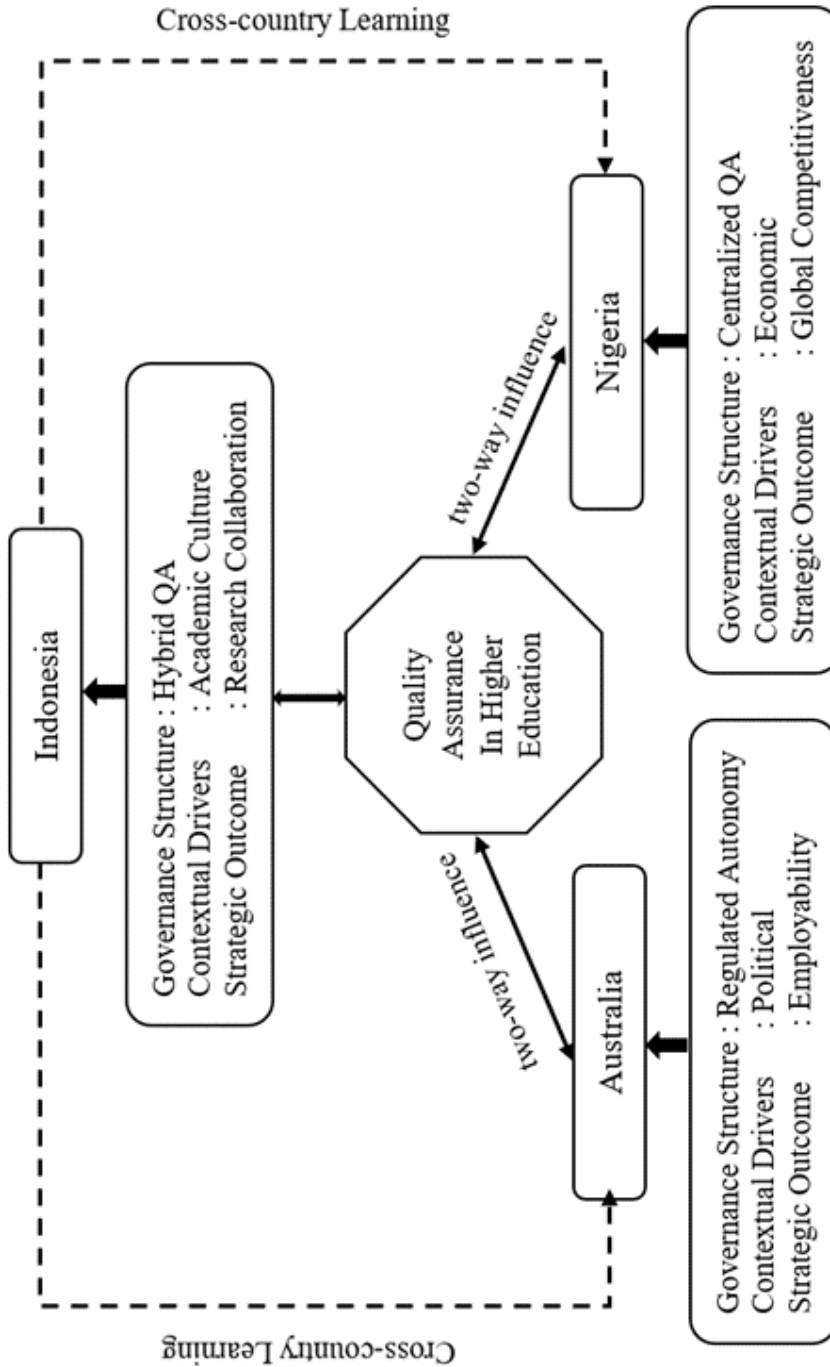 Indonesia
Governance Structure : Hybrid QA
Contextual Drivers : Academic Culture
Strategic Outcome : Research Collaboration
Cross-country Learning
Cross-country Learning
Quality
Assurance
In Higher
Education
two-way influence
two-way influence
Australia
Nigeria
Governance Structure : Regulated Autonomy
Contextual Drivers : Political
Strategic Outcome : Employability
Governance Structure : Centralized QA
Contextual Drivers : Economic
Strategic Outcome : Global Competitiveness